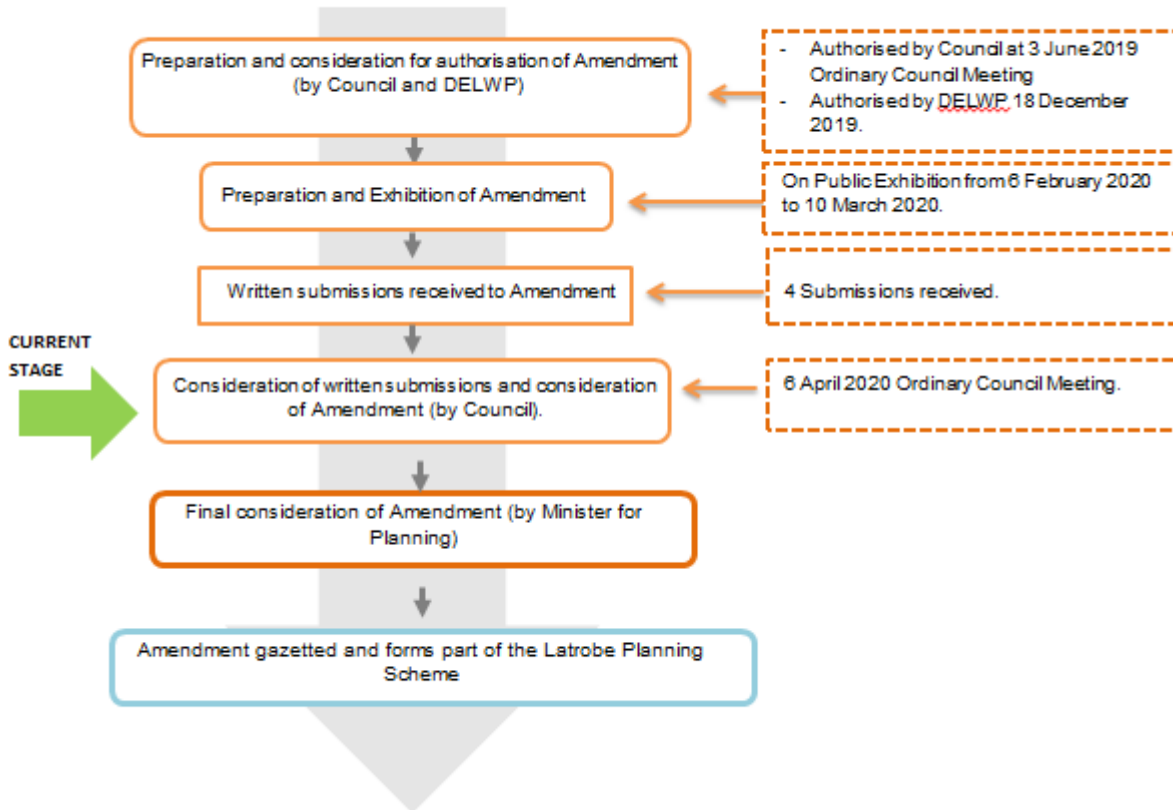 Preparation and consideration for authorisation of Amendment
(by Council and DELWP)
- Authorised by Council at 3 June 2019
Ordinary Council Meeting
- Authorised by DELWP 18 December
2019.
Preparation and Exhibition of Amendment
On Public Exhibition from 6 February 2020
to 10 March 2020.
Written submissions received to Amendment
4 Submissions received.
CURRENT
STAGE
Consideration of written submissions and consideration
of Amendment (by Council).
6 April 2020 Ordinary Council Meeting.
Final consideration of Amendment (by Minister for
Planning)
Amendment gazetted and forms part of the Latrobe Planning
Scheme